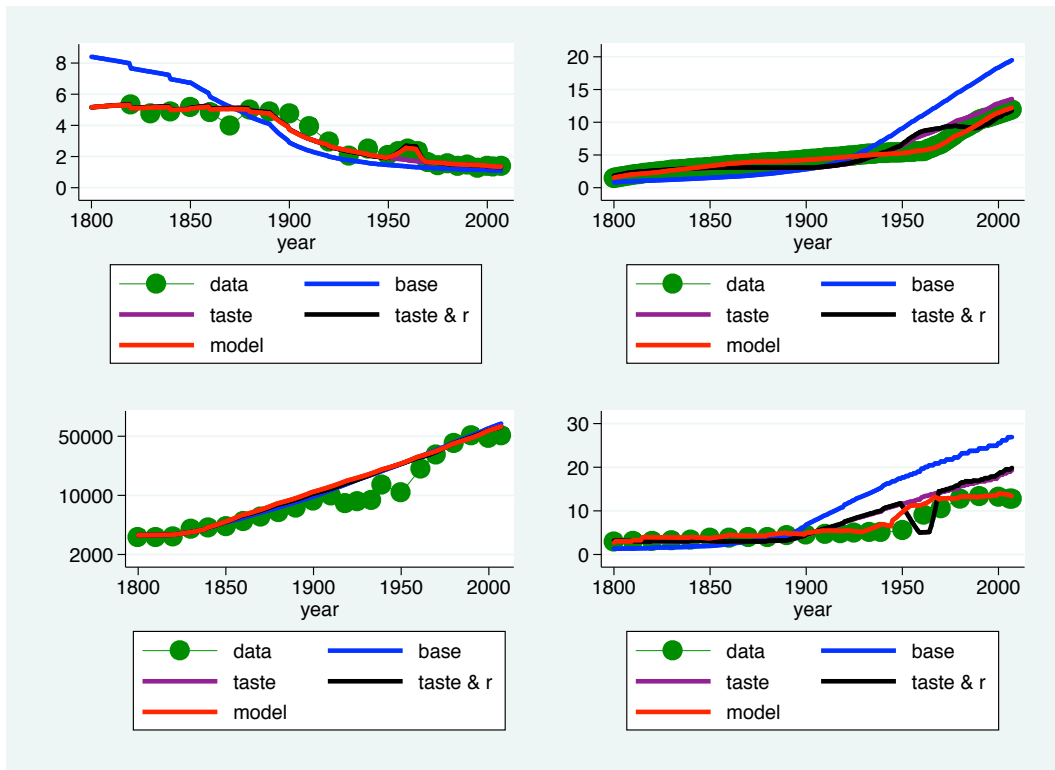 8
6
4
2
0
1800 1850 1900 1950 2000
year
data base
taste taste & r
model
20
15
10
5
0
1800 1850 1900 1950 2000
year
data base
taste taste & r
model
50000
10000
2000
1800 1850 1900 1950 2000
year
data base
taste taste & r
model
30
20
10
0
1800 1850 1900 1950 2000
year
data base
taste taste & r
model